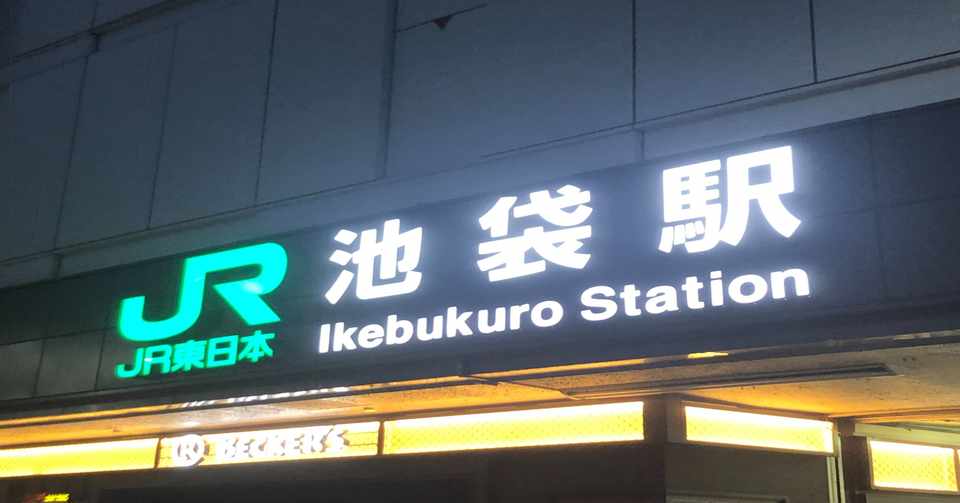 JR
JR東日本
池袋駅
Ikebukuro Station
BECKER'S